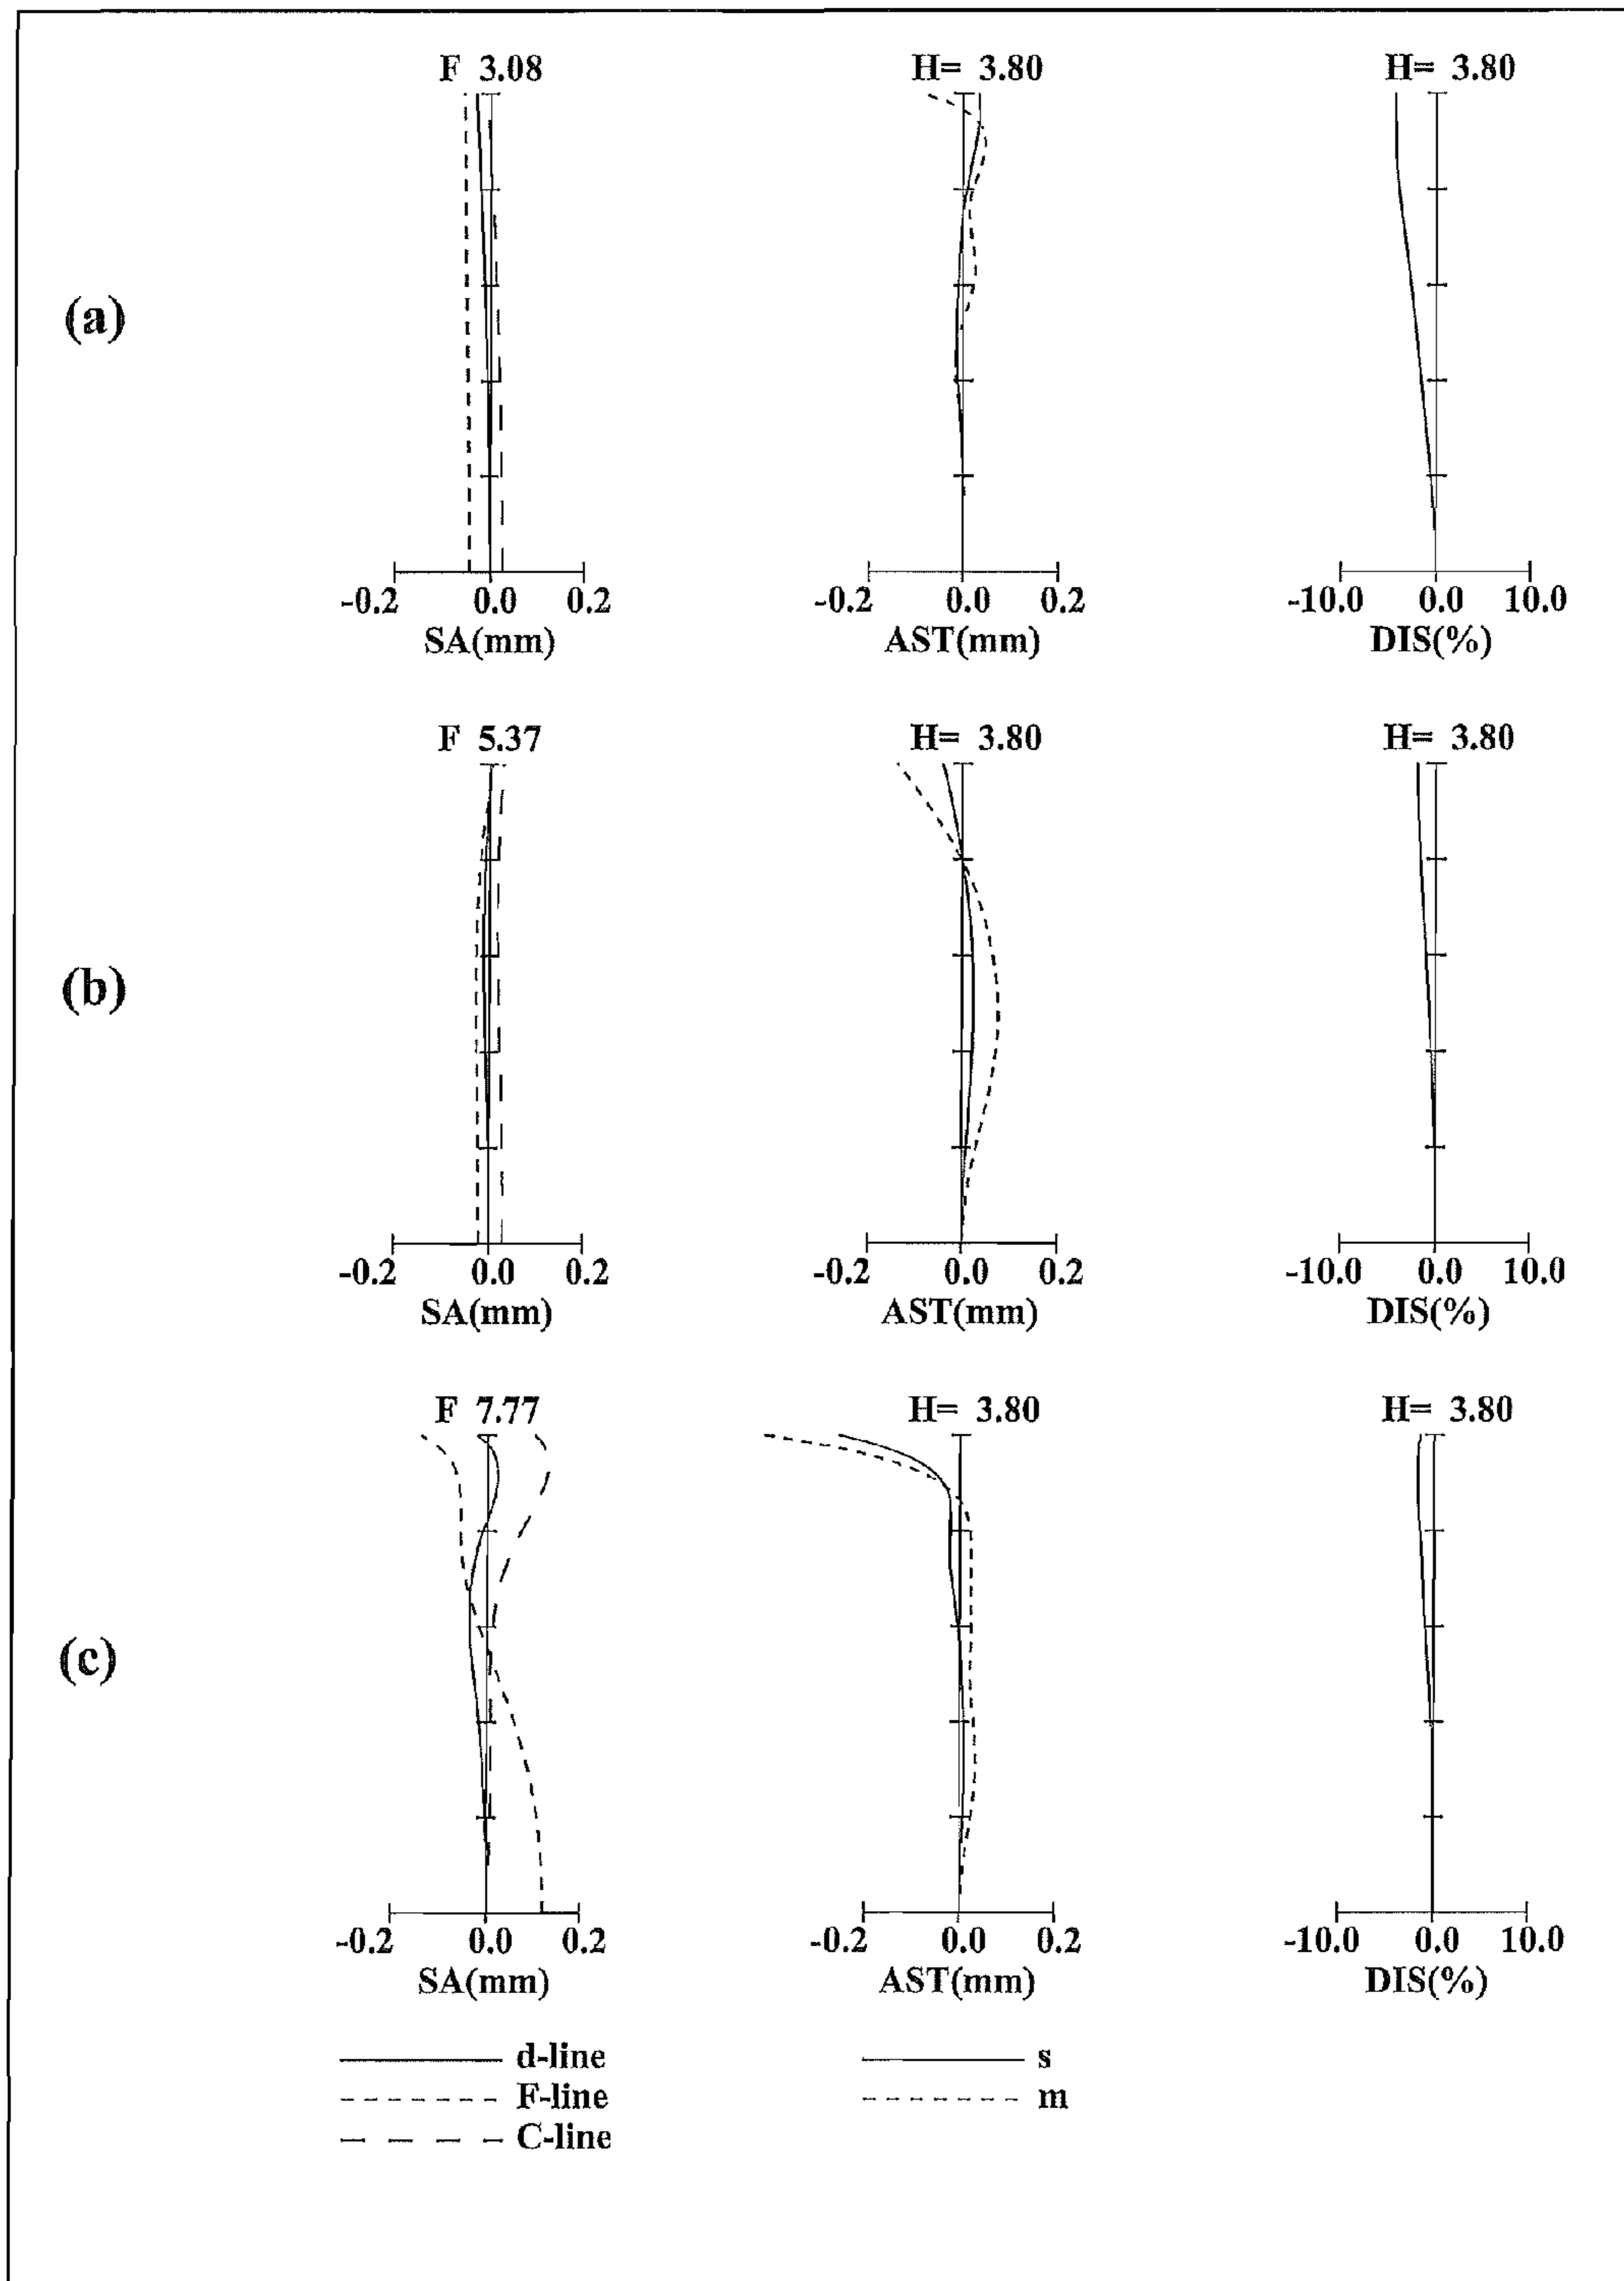 F 3.08 H= 3.80 H= 3.80
(a)
-0.2 0.0 0.2 -0.2 0.0 0.2 -10.0 0.0 10.0
SA(mm) AST(mm) DIS(%)
F 5.37 H= 3.80 H= 3.80
(b)
-0.2 0.0 0.2 -0.2 0.0 0.2 -10.0 0.0 10.0
SA(mm) AST(mm) DIS(%)
F 7.77 H= 3.80 H= 3.80
(c)
-0.2 0.0 0.2 -0.2 0.0 0.2 -10.0 0.0 10.0
SA(mm) AST(mm) DIS(%)
d-line s
F-line m
C-line